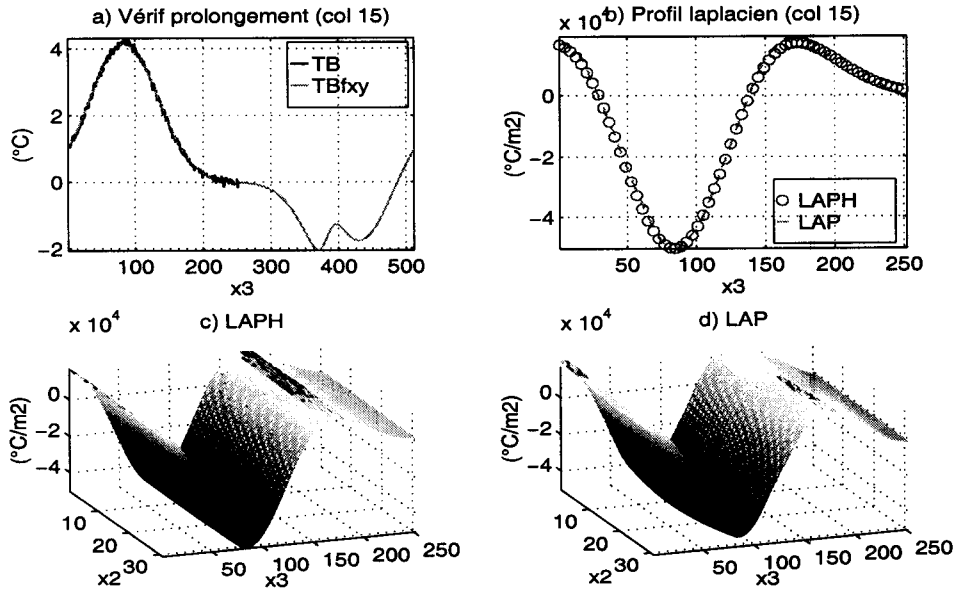 a) Vérif prolongement (col 15)
4
2
0
−2
(°C)
TB
TBfxy
100 200 300 400 500
x3
x 10⁴
b) Profil laplacien (col 15)
0
−2
−4
(°C/m2)
LAPH
LAP
50 100 150 200 250
x3
x 10⁴
c) LAPH
0
−2
−4
(°C/m2)
10
20
30
x2
50 100 150 200 250
x3
x 10⁴
d) LAP
0
−2
−4
(°C/m2)
10
20
30
x2
50 100 150 200 250
x3